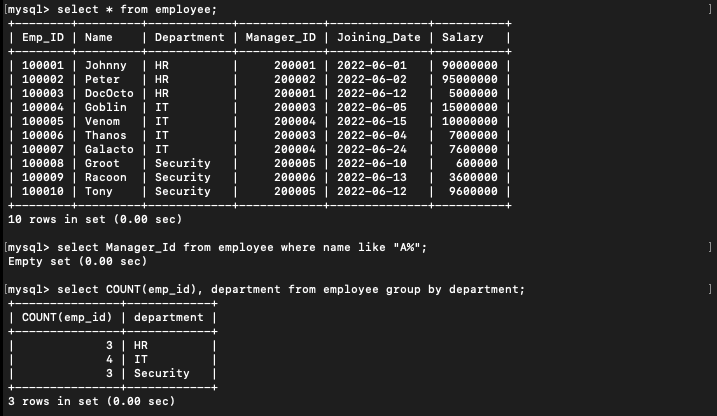 [mysql> select * from employee; ]
+--------+---------+------------+------------+--------------+----------+
| Emp_ID | Name    | Department | Manager_ID | Joining_Date | Salary   |
+--------+---------+------------+------------+--------------+----------+
| 100001 | Johnny  | HR         |     200001 | 2022-06-01   | 90000000 |
| 100002 | Peter   | HR         |     200002 | 2022-06-02   | 95000000 |
| 100003 | DocOcto | HR         |     200001 | 2022-06-12   |  5000000 |
| 100004 | Goblin  | IT         |     200003 | 2022-06-05   | 15000000 |
| 100005 | Venom   | IT         |     200004 | 2022-06-15   | 10000000 |
| 100006 | Thanos  | IT         |     200003 | 2022-06-04   |  7000000 |
| 100007 | Galacto | IT         |     200004 | 2022-06-24   |  7600000 |
| 100008 | Groot   | Security   |     200005 | 2022-06-10   |   600000 |
| 100009 | Racoon  | Security   |     200006 | 2022-06-13   |  3600000 |
| 100010 | Tony    | Security   |     200005 | 2022-06-12   |  9600000 |
+--------+---------+------------+------------+--------------+----------+
10 rows in set (0.00 sec)
[mysql> select Manager_Id from employee where name like "A%"; ]
Empty set (0.00 sec)
[mysql> select COUNT(emp_id), department from employee group by department; ]
+---------------+------------+
| COUNT(emp_id) | department |
+---------------+------------+
|             3 | HR         |
|             4 | IT         |
|             3 | Security   |
+---------------+------------+
3 rows in set (0.00 sec)